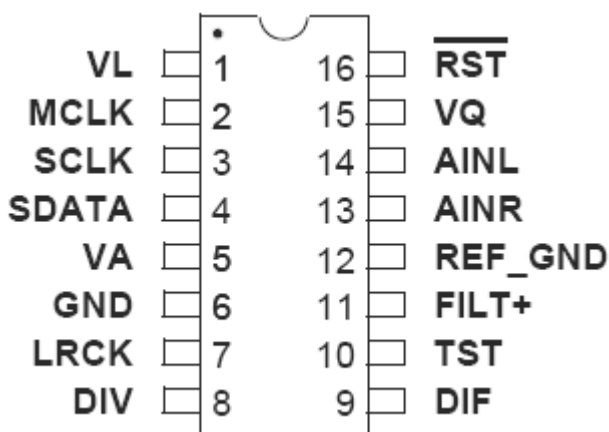 VL 1 16 RST
MCLK 2 15 VQ
SCLK 3 14 AINL
SDATA 4 13 AINR
VA 5 12 REF_GND
GND 6 11 FILT+
LRCK 7 10 TST
DIV 8 9 DIF